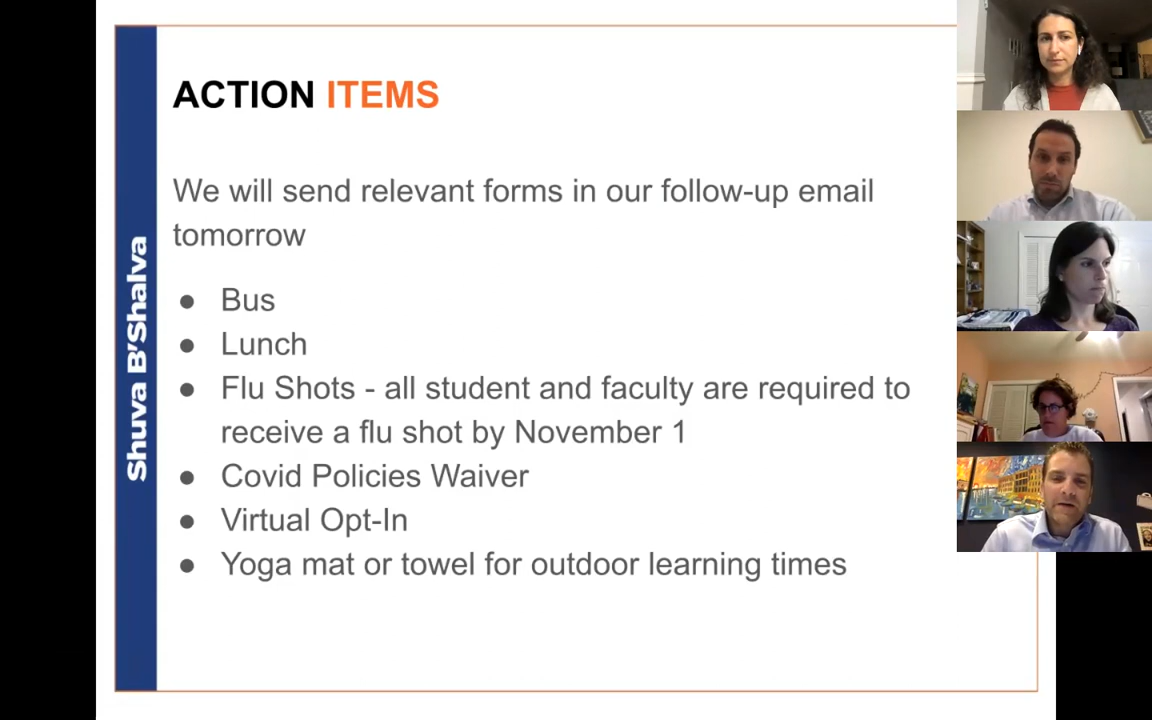 Shuva B'Shalva
ACTION ITEMS
We will send relevant forms in our follow-up email
tomorrow
● Bus
● Lunch
● Flu Shots - all student and faculty are required to
receive a flu shot by November 1
● Covid Policies Waiver
● Virtual Opt-In
● Yoga mat or towel for outdoor learning times